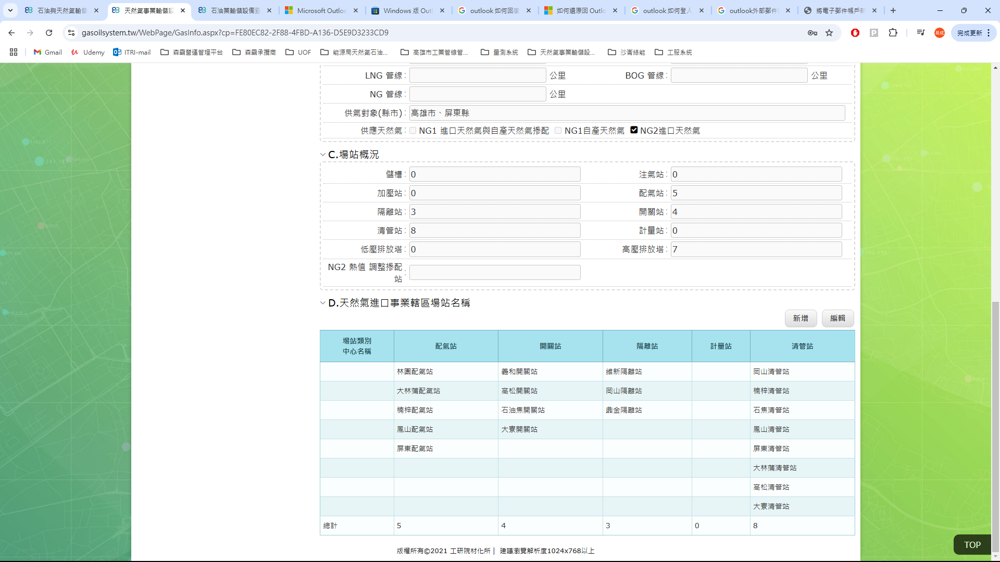 石油與天然氣輸儲
天然氣事業輸儲設
石油業輸儲設備查
Microsoft Outloo
Windows 版 Outl
outlook 如何回復
如何還原回 Outlo
outlook 如何登入
outlook外部郵件
將電子郵件帳戶新
gasoilsystem.tw/WebPage/GasInfo.aspx?cp=FE80EC82-2F88-4FBD-A136-D5E9D3233CD9
易成
完成更新
Gmail
Udemy
ITRI-mail
森霸營運管理平台
森霸承攬商
UOF
能源局天然氣石油...
高雄市工業管線管...
量測系統
天然氣事業輸儲設...
沙崙綠能
工服系統
LNG 管線: 公里 BOG 管線: 公里
NG 管線: 公里
供氣對象(縣市): 高雄市、屏東縣
供應天然氣: NG1 進口天然氣與自產天然氣摻配 NG1自產天然氣 NG2進口天然氣
C.場站概況
儲槽: 0 注氣站: 0
加壓站: 0 配氣站: 5
隔離站: 3 開關站: 4
清管站: 8 計量站: 0
低壓排放塔: 0 高壓排放塔: 7
NG2 熱值 調整摻配
站:
D.天然氣進口事業轄區場站名稱
新增 編輯
場站類別
中心名稱
配氣站 開關站 隔離站 計量站 清管站
林園配氣站 義和開關站 維新隔離站 岡山清管站
大林蒲配氣站 高松開關站 岡山隔離站 楠梓清管站
楠梓配氣站 石油焦開關站 鼎金隔離站 石焦清管站
鳳山配氣站 大寮開關站 鳳山清管站
屏東配氣站 屏東清管站
大林蒲清管站
高松清管站
大寮清管站
總計 5 4 3 0 8
版權所有©2021 工研院材化所│ 建議瀏覽解析度1024x768以上
TOP